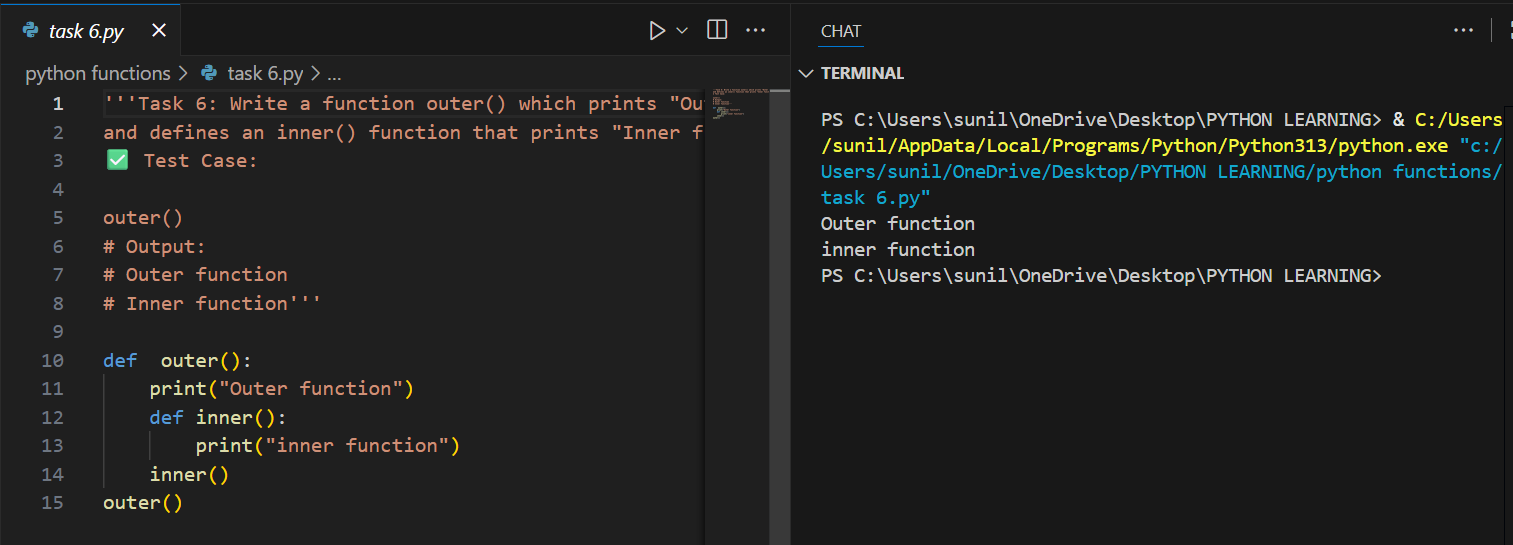 task 6.py
python functions > task 6.py > ...
1 '''Task 6: Write a function outer() which prints "Ou
2 and defines an inner() function that prints "Inner f
3 ✅ Test Case:
4
5 outer()
6 # Output:
7 # Outer function
8 # Inner function'''
9
10 def  outer():
11     print("Outer function")
12     def inner():
13         print("inner function")
14     inner()
15 outer()
CHAT
TERMINAL
PS C:\Users\sunil\OneDrive\Desktop\PYTHON LEARNING> & C:/Users
/sunil/AppData/Local/Programs/Python/Python313/python.exe "c:/
Users/sunil/OneDrive/Desktop/PYTHON LEARNING/python functions/
task 6.py"
Outer function
inner function
PS C:\Users\sunil\OneDrive\Desktop\PYTHON LEARNING>